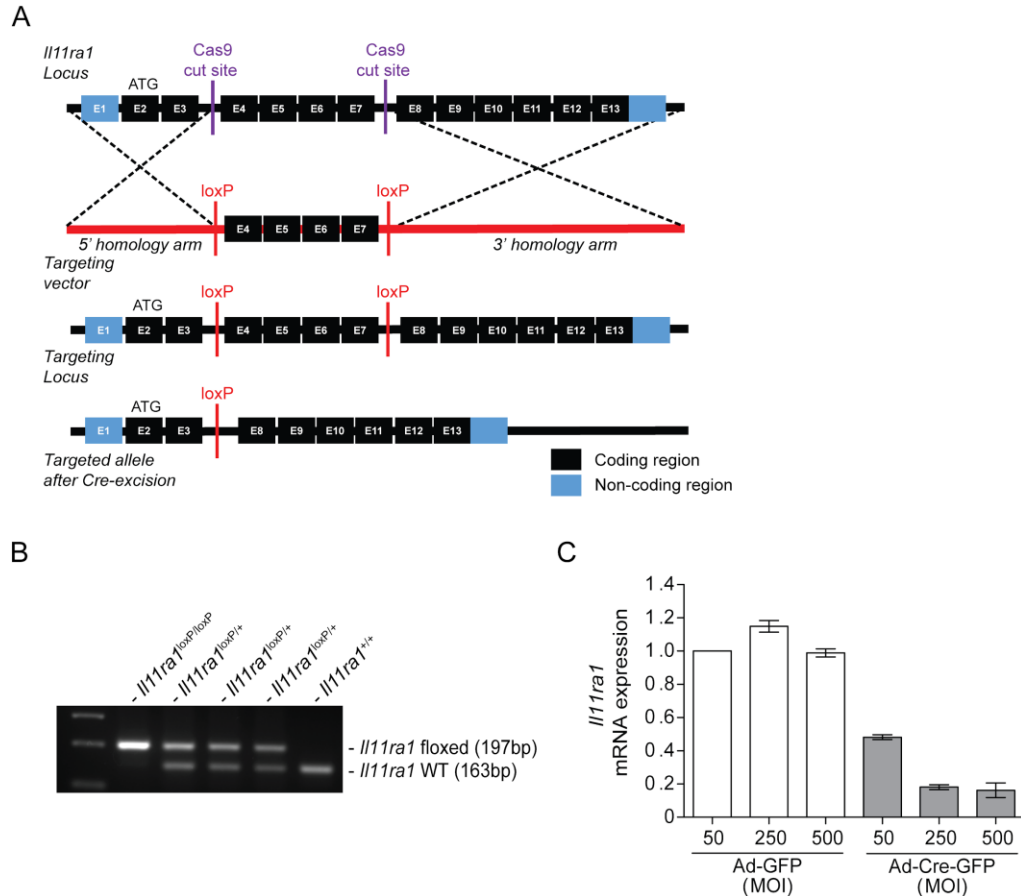 A
Il11ra1
Locus
Cas9
cut site
Cas9
cut site
ATG
E1 E2 E3 E4 E5 E6 E7 E8 E9 E10 E11 E12 E13
loxP loxP
E4 E5 E6 E7
5' homology arm 3' homology arm
Targeting
vector
loxP loxP
ATG
E1 E2 E3 E4 E5 E6 E7 E8 E9 E10 E11 E12 E13
Targeting
Locus
loxP
ATG
E1 E2 E3 E8 E9 E10 E11 E12 E13
Targeted allele
after Cre-excision
Coding region
Non-coding region
B
- Il11ra1loxP/loxP
- Il11ra1loxP/+
- Il11ra1loxP/+
- Il11ra1loxP/+
- Il11ra1+/+
- Il11ra1 floxed (197bp)
- Il11ra1 WT (163bp)
C
Il11ra1
mRNA expression
1.4
1.2
1.0
0.8
0.6
0.4
0.2
0
50 250 500 50 250 500
Ad-GFP Ad-Cre-GFP
(MOI) (MOI)